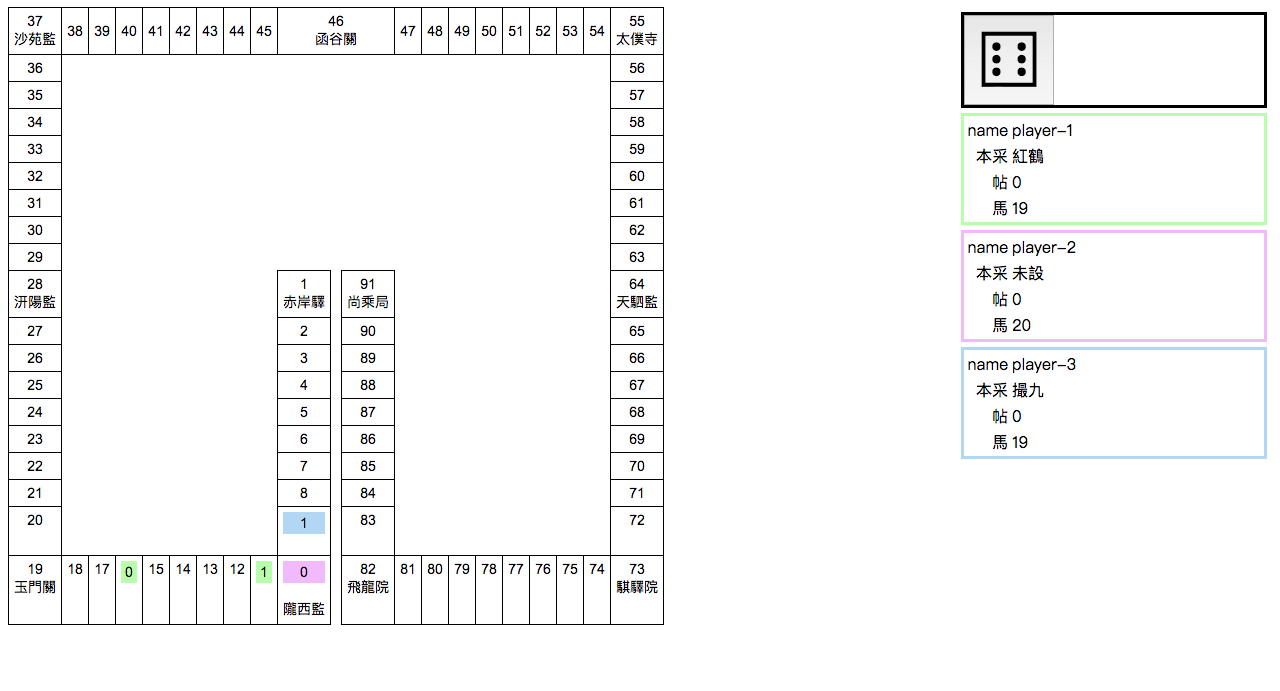 37 38 39 40 41 42 43 44 45 46 47 48 49 50 51 52 53 54 55
沙苑監 函谷關 太僕寺
36 56
35 57
34 58
33 59
32 60
31 61
30 62
29 63
28 1 91 64
汧陽監 赤岸驛 尚乘局 天駟監
27 2 90 65
26 3 89 66
25 4 88 67
24 5 87 68
23 6 86 69
22 7 85 70
21 8 84 71
20 1 83 72
19 18 17 0 15 14 13 12 1 0 82 81 80 79 78 77 76 75 74 73
玉門關 飛龍院 騏驛院
隴西監
name player-1
本采 紅鶴
帖 0
馬 19
name player-2
本采 未設
帖 0
馬 20
name player-3
本采 撮九
帖 0
馬 19